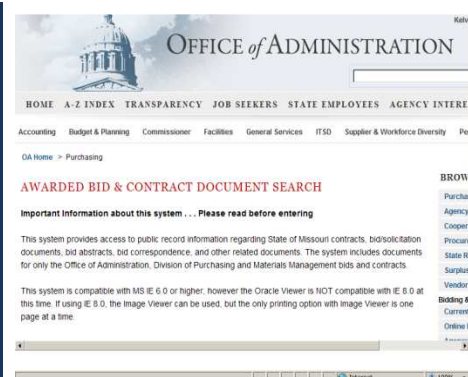 OFFICE of ADMINISTRATION
HOME A-Z INDEX TRANSPARENCY JOB SEEKERS STATE EMPLOYEES AGENCY INTERE
Accounting Budget & Planning Commissioner Facilities General Services ITSD Supplier & Workforce Diversity Pe
OA Home > Purchasing
AWARDED BID & CONTRACT DOCUMENT SEARCH
Important Information about this system . . . Please read before entering
This system provides access to public record information regarding State of Missouri contracts, bid/solicitation
documents, bid abstracts, bid correspondence, and other related documents. The system includes documents
for only the Office of Administration, Division of Purchasing and Materials Management bids and contracts.
This system is compatible with MS IE 6.0 or higher, however the Oracle Viewer is NOT compatible with IE 8.0 at
this time. If using IE 8.0, the Image Viewer can be used, but the only printing option with Image Viewer is one
page at a time.
BROW
Purcha
Agency
Cooper
Procur
State R
Surplus
Vendor
Bidding &
Current
Online
Internet